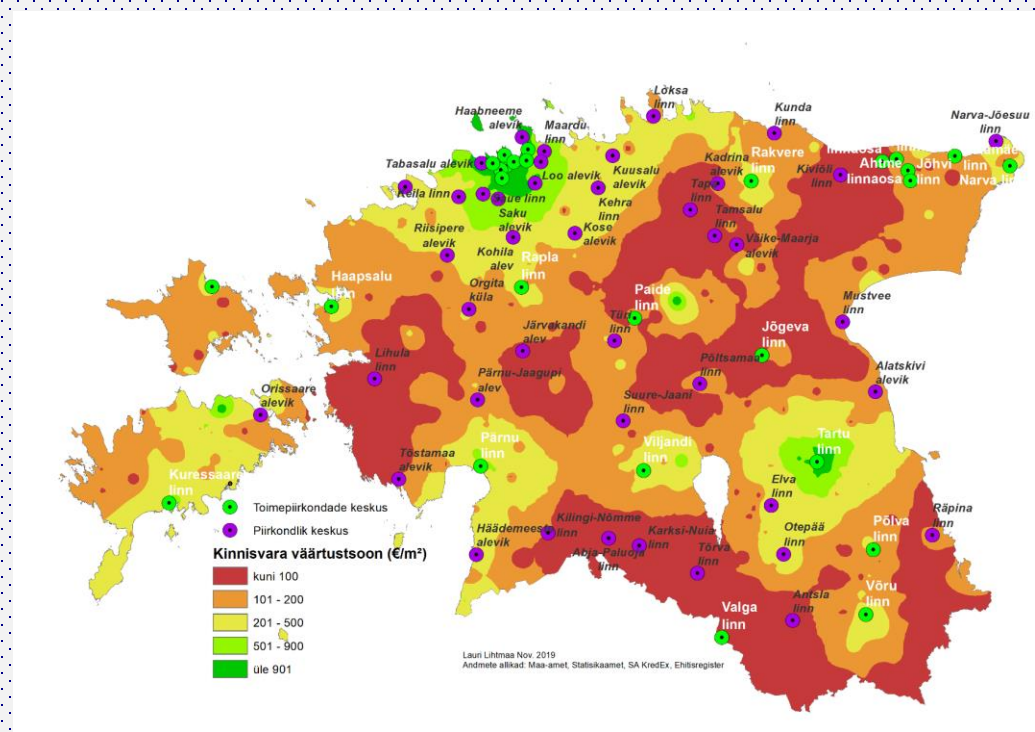 Loksa
linn
Haabneeme
alevik
Maardu
linn
Kunda
linn
Narva-Jõesuu
linn
Tabasalu alevik
Loo alevik
Kuusalu
alevik
Kadrina
alevik
Rakvere
linn
Kiviõli
linn
linnaosa
Ahtme
linnaosa
Jõhvi
linn
linn
Narva
Keila linn
linn
Kehra
linn
Tapa
linn
Tamsalu
linn
Väike-Maarja
alevik
Saku
alevik
Kose
alevik
Riisipere
alevik
Kohila
alev
Rapla
linn
Haapsalu
linn
Orgita
küla
Paide
linn
Türi
linn
Mustvee
linn
Järvakandi
alev
Jõgeva
linn
Lihula
linn
Põltsamaa
linn
Alatskivi
alevik
Pärnu-Jaagupi
alev
Orissaare
alevik
Suure-Jaani
linn
Pärnu
linn
Viljandi
linn
Tartu
linn
Tõstamaa
alevik
Kuressaare
linn
Elva
linn
Räpina
linn
Häädemeeste
alevik
Kilingi-Nõmme
linn
Abja-Paluoja
linn
Karksi-Nuia
linn
Tõrva
linn
Otepää
linn
Põlva
linn
Valga
linn
Antsla
linn
Võru
linn
Toimepiirkondade keskus
Piirkondlik keskus
Kinnisvara väärtustsoon (€/m²)
kuni 100
101 - 200
201 - 500
501 - 900
üle 901
Lauri Lihtmaa Nov. 2019
Andmete allikad: Maa-amet, Statisikaamet, SA KredEx, Ehitisregister